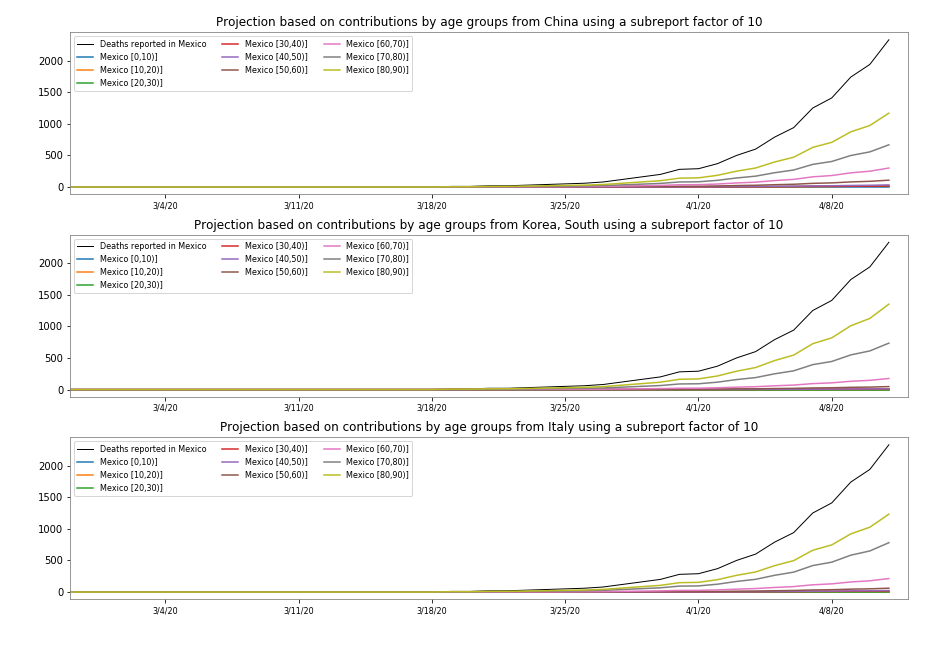 Projection based on contributions by age groups from China using a subreport factor of 10
Deaths reported in Mexico
Mexico [0,10)]
Mexico [10,20)]
Mexico [20,30)]
Mexico [30,40)]
Mexico [40,50)]
Mexico [50,60)]
Mexico [60,70)]
Mexico [70,80)]
Mexico [80,90)]
2000
1500
1000
500
0
3/4/20 3/11/20 3/18/20 3/25/20 4/1/20 4/8/20
Projection based on contributions by age groups from Korea, South using a subreport factor of 10
Deaths reported in Mexico
Mexico [0,10)]
Mexico [10,20)]
Mexico [20,30)]
Mexico [30,40)]
Mexico [40,50)]
Mexico [50,60)]
Mexico [60,70)]
Mexico [70,80)]
Mexico [80,90)]
2000
1500
1000
500
0
3/4/20 3/11/20 3/18/20 3/25/20 4/1/20 4/8/20
Projection based on contributions by age groups from Italy using a subreport factor of 10
Deaths reported in Mexico
Mexico [0,10)]
Mexico [10,20)]
Mexico [20,30)]
Mexico [30,40)]
Mexico [40,50)]
Mexico [50,60)]
Mexico [60,70)]
Mexico [70,80)]
Mexico [80,90)]
2000
1500
1000
500
0
3/4/20 3/11/20 3/18/20 3/25/20 4/1/20 4/8/20